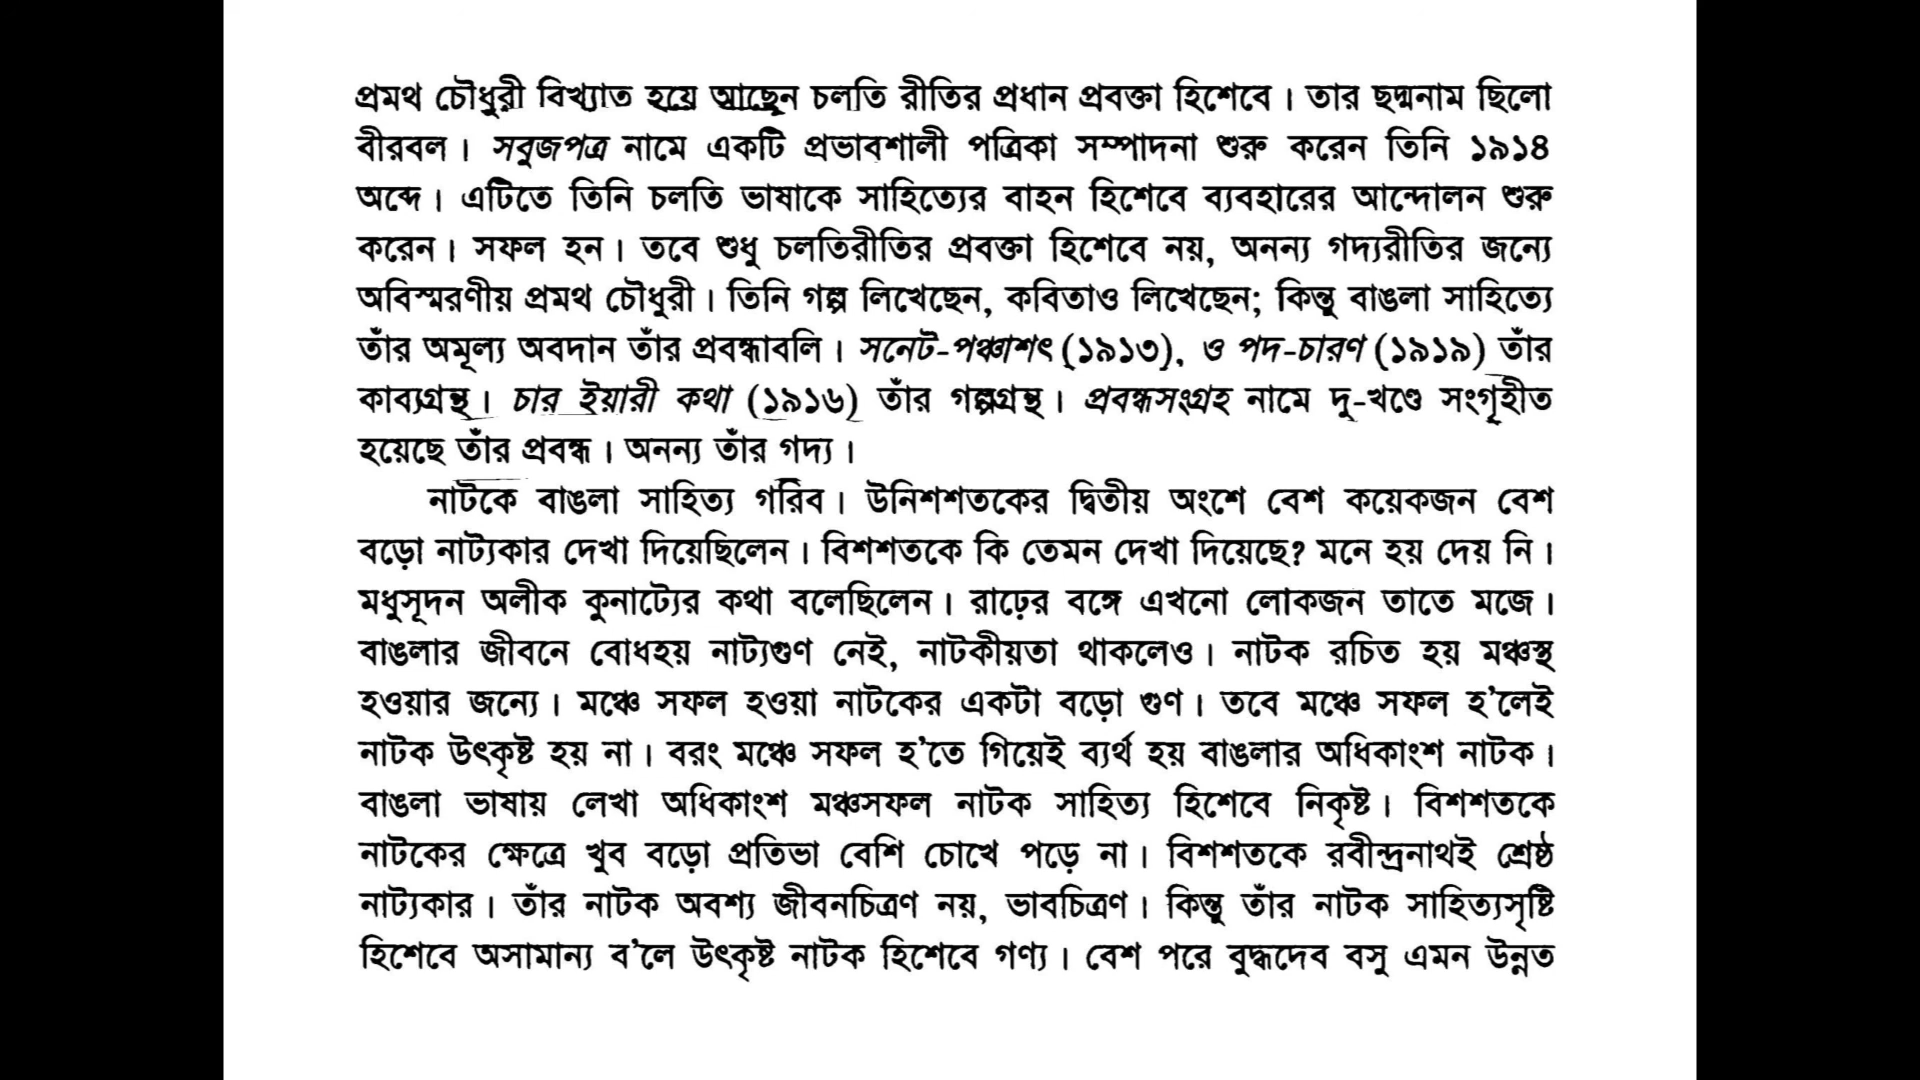 প্রমথ চৌধুরী বিখ্যাত হয়ে আছেন চলতি রীতির প্রধান প্রবক্তা হিশেবে। তার ছদ্মনাম ছিলো
বীরবল। সবুজপত্র নামে একটি প্রভাবশালী পত্রিকা সম্পাদনা শুরু করেন তিনি ১৯১৪
অব্দে। এটিতে তিনি চলতি ভাষাকে সাহিত্যের বাহন হিশেবে ব্যবহারের আন্দোলন শুরু
করেন। সফল হন। তবে শুধু চলতিরীতির প্রবক্তা হিশেবে নয়, অনন্য গদ্যরীতির জন্যে
অবিস্মরণীয় প্রমথ চৌধুরী। তিনি গল্প লিখেছেন, কবিতাও লিখেছেন; কিন্তু বাঙলা সাহিত্যে
তাঁর অমূল্য অবদান তাঁর প্রবন্ধাবলি। সনেট-পঞ্চাশৎ (১৯১৩), ও পদ-চারণ (১৯১৯) তাঁর
কাব্যগ্রন্থ। চার ইয়ারী কথা (১৯১৬) তাঁর গল্পগ্রন্থ। প্রবন্ধসংগ্রহ নামে দু-খণ্ডে সংগৃহীত
হয়েছে তাঁর প্রবন্ধ। অনন্য তাঁর গদ্য।
নাটকে বাঙলা সাহিত্য গরিব। উনিশশতকের দ্বিতীয় অংশে বেশ কয়েকজন বেশ
বড়ো নাট্যকার দেখা দিয়েছিলেন। বিশশতকে কি তেমন দেখা দিয়েছে? মনে হয় দেয় নি।
মধুসূদন অলীক কুনাট্যের কথা বলেছিলেন। রাঢ়ের বঙ্গে এখনো লোকজন তাতে মজে।
বাঙলার জীবনে বোধহয় নাট্যগুণ নেই, নাটকীয়তা থাকলেও। নাটক রচিত হয় মঞ্চস্থ
হওয়ার জন্যে। মঞ্চে সফল হওয়া নাটকের একটা বড়ো গুণ। তবে মঞ্চে সফল হ’লেই
নাটক উৎকৃষ্ট হয় না। বরং মঞ্চে সফল হ’তে গিয়েই ব্যর্থ হয় বাঙলার অধিকাংশ নাটক।
বাঙলা ভাষায় লেখা অধিকাংশ মঞ্চসফল নাটক সাহিত্য হিশেবে নিকৃষ্ট। বিশশতকে
নাটকের ক্ষেত্রে খুব বড়ো প্রতিভা বেশি চোখে পড়ে না। বিশশতকে রবীন্দ্রনাথই শ্রেষ্ঠ
নাট্যকার। তাঁর নাটক অবশ্য জীবনচিত্রণ নয়, ভাবচিত্রণ। কিন্তু তাঁর নাটক সাহিত্যসৃষ্টি
হিশেবে অসামান্য ব’লে উৎকৃষ্ট নাটক হিশেবে গণ্য। বেশ পরে বুদ্ধদেব বসু এমন উন্নত